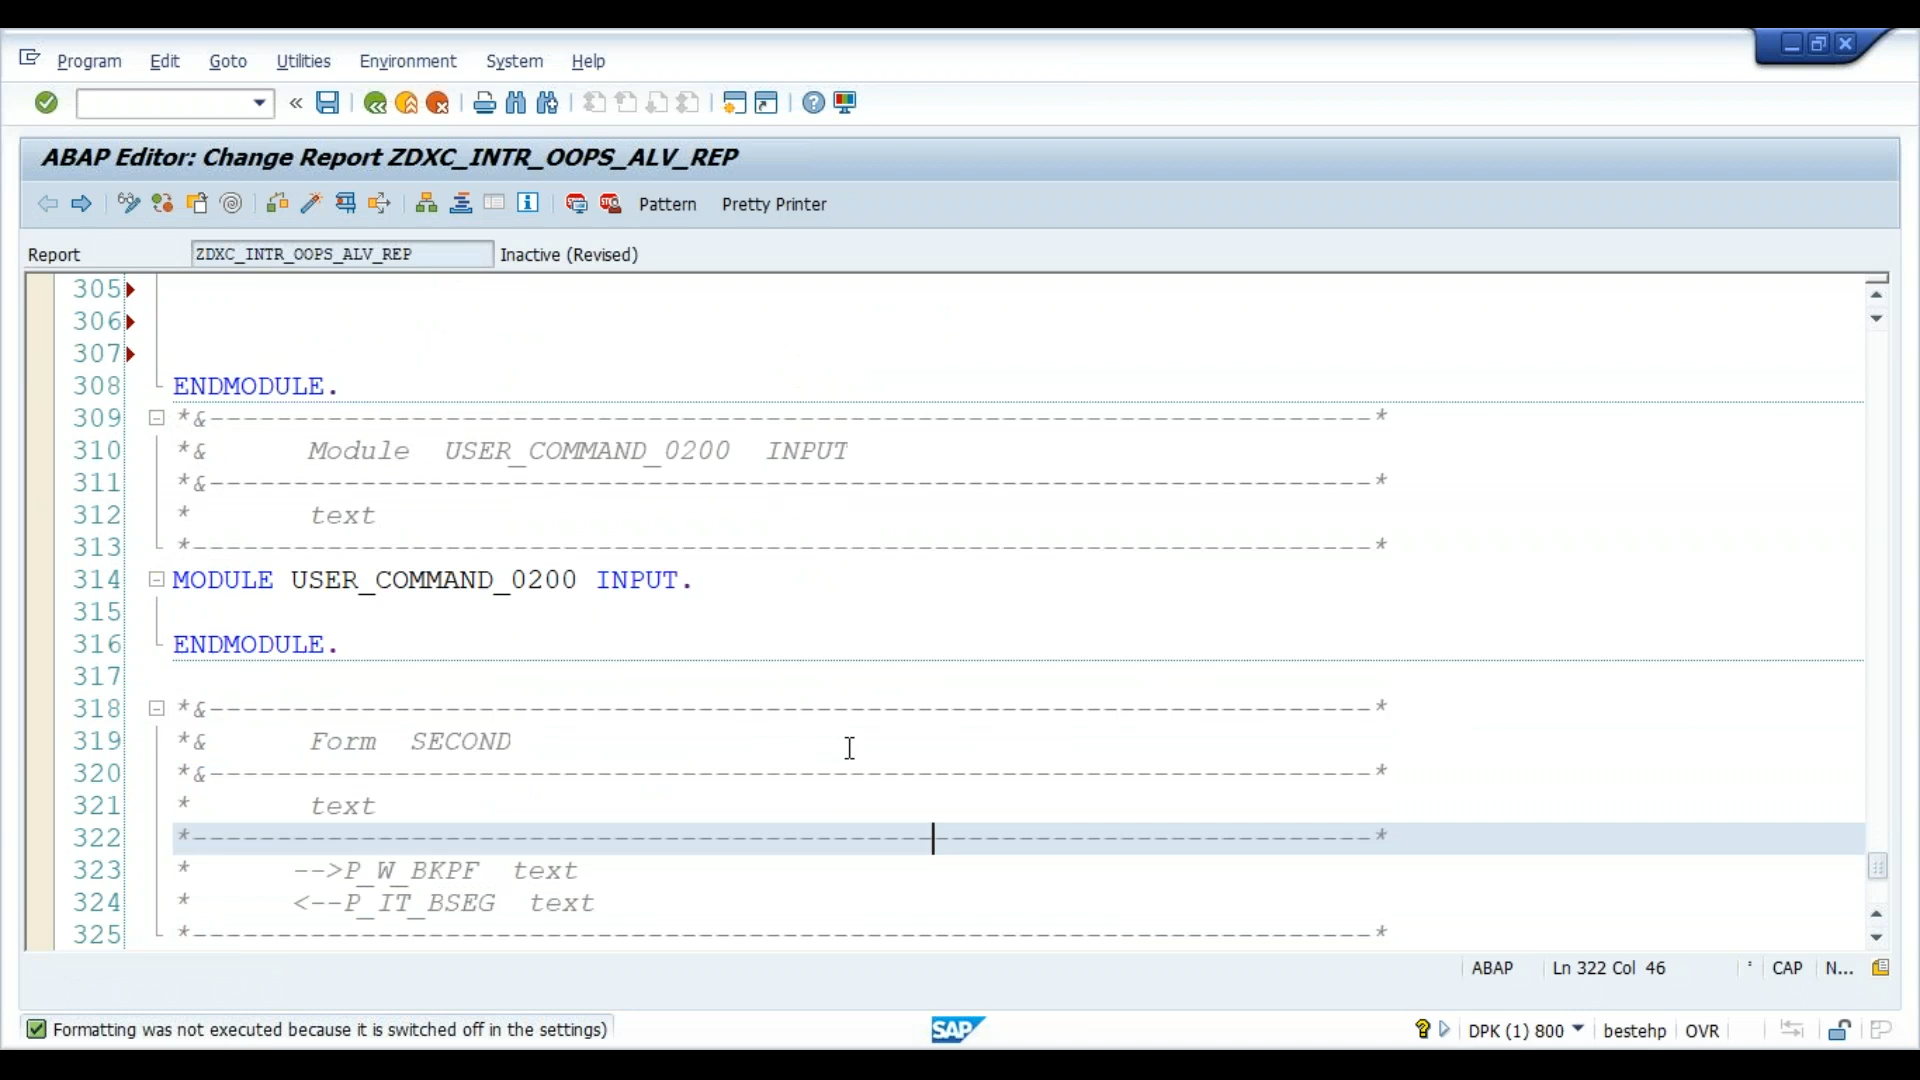 Program Edit Goto Utilities Environment System Help
ABAP Editor: Change Report ZDXC_INTR_OOPS_ALV_REP
Pattern Pretty Printer
Report ZDXC_INTR_OOPS_ALV_REP Inactive (Revised)
305
306
307
308 ENDMODULE.
309 *&---------------------------------------------------------------------*
310 *&      Module  USER_COMMAND_0200  INPUT
311 *&---------------------------------------------------------------------*
312 *       text
313 *----------------------------------------------------------------------*
314 MODULE USER_COMMAND_0200 INPUT.
315
316 ENDMODULE.
317
318 *&---------------------------------------------------------------------*
319 *&      Form  SECOND
320 *&---------------------------------------------------------------------*
321 *       text
322 *----------------------------------------------------------------------*
323 *      -->P_W_BKPF  text
324 *      <--P_IT_BSEG  text
325 *----------------------------------------------------------------------*
ABAP Ln 322 Col 46 CAP N...
Formatting was not executed because it is switched off in the settings) SAP DPK (1) 800 bestehp OVR